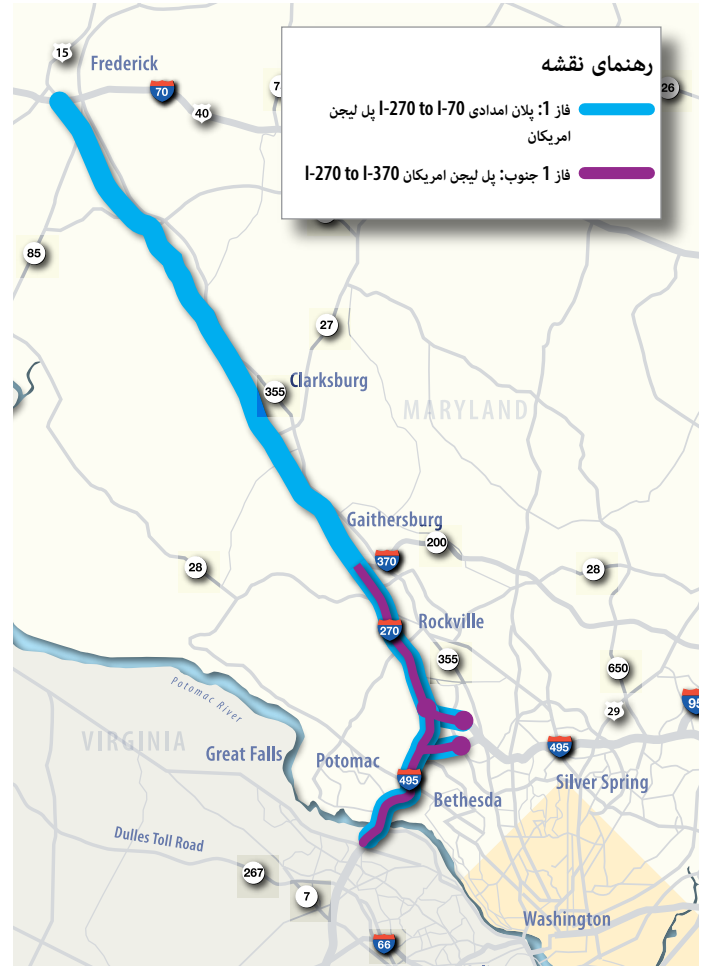 رهنمای نقشه
فاز 1: پلان امدادی I-270 to I-70 پل لیجن
امریکان
فاز 1 جنوب: پل لیجن امریکان I-270 to I-370
15
Frederick
70
40
26
85
27
355
Clarksburg
MARYLAND
Gaithersburg
200
370
28
28
Rockville
270
355
650
Potomac River
29
95
VIRGINIA
Great Falls
Potomac
495
495
Silver Spring
Bethesda
Dulles Toll Road
267
7
Washington
66